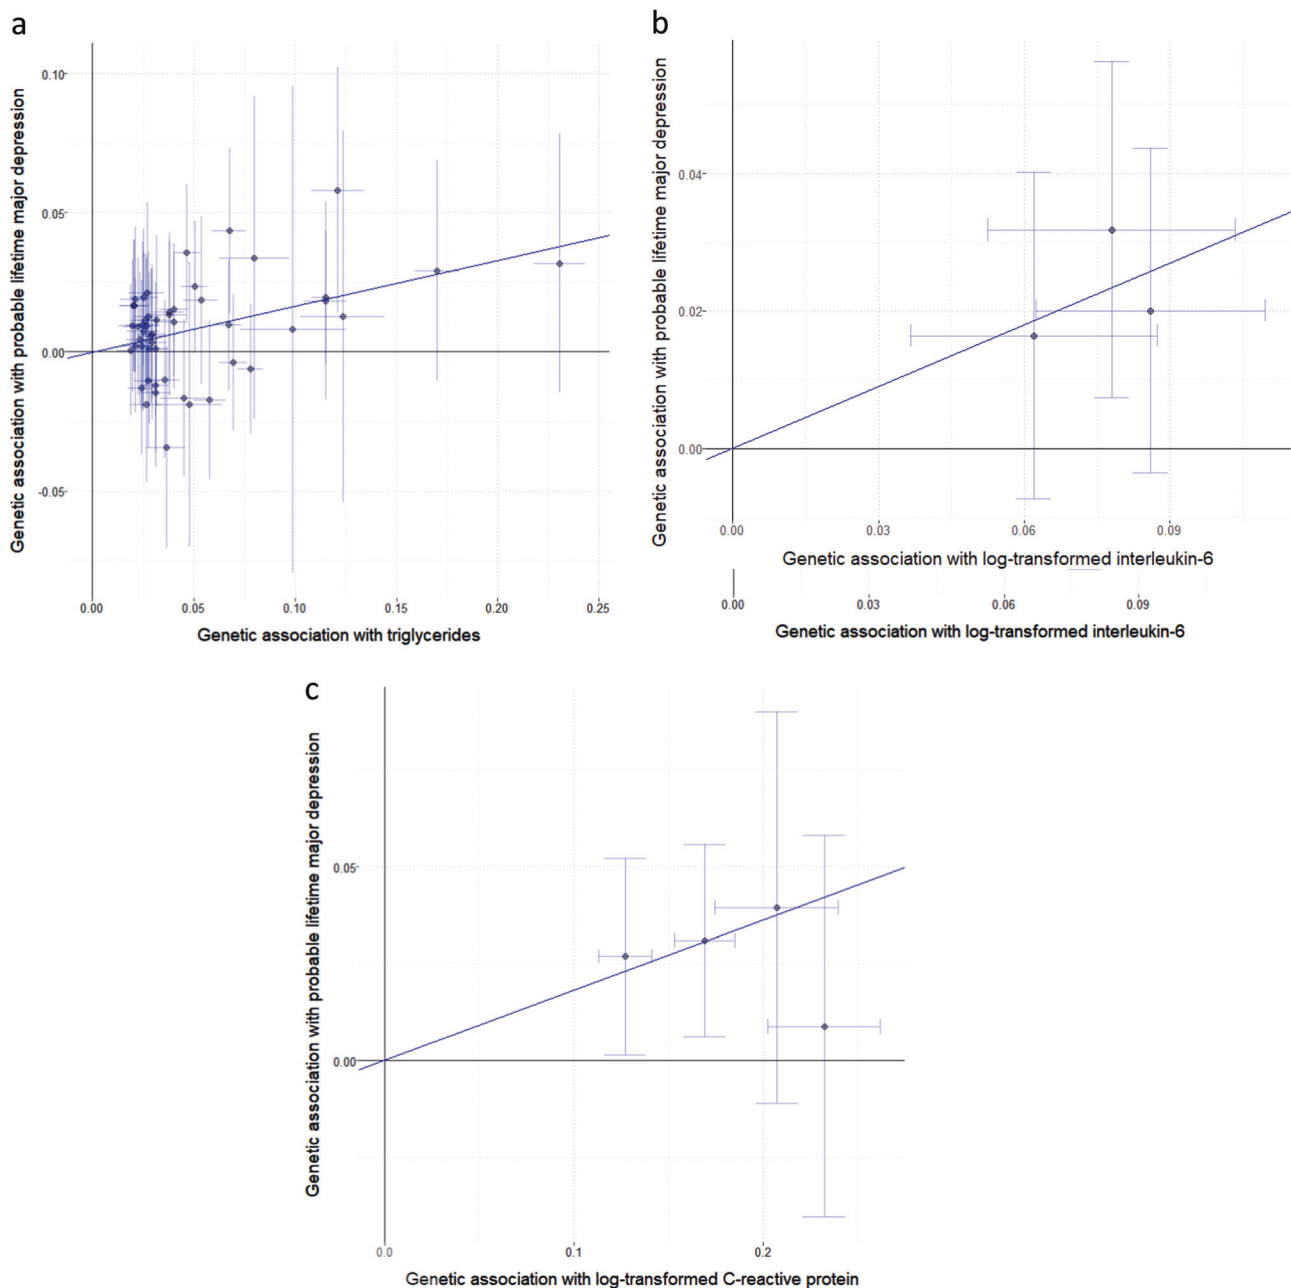 a
Genetic association with probable lifetime major depression
0.10
0.05
0.00
-0.05
0.00 0.05 0.10 0.15 0.20 0.25
Genetic association with triglycerides
b
Genetic association with probable lifetime major depression
0.04
0.02
0.00
0.00 0.03 0.06 0.09
Genetic association with log-transformed interleukin-6
0.00 0.03 0.06 0.09
Genetic association with log-transformed interleukin-6
c
Genetic association with probable lifetime major depression
0.05
0.00
0.0 0.1 0.2
Genetic association with log-transformed C-reactive protein